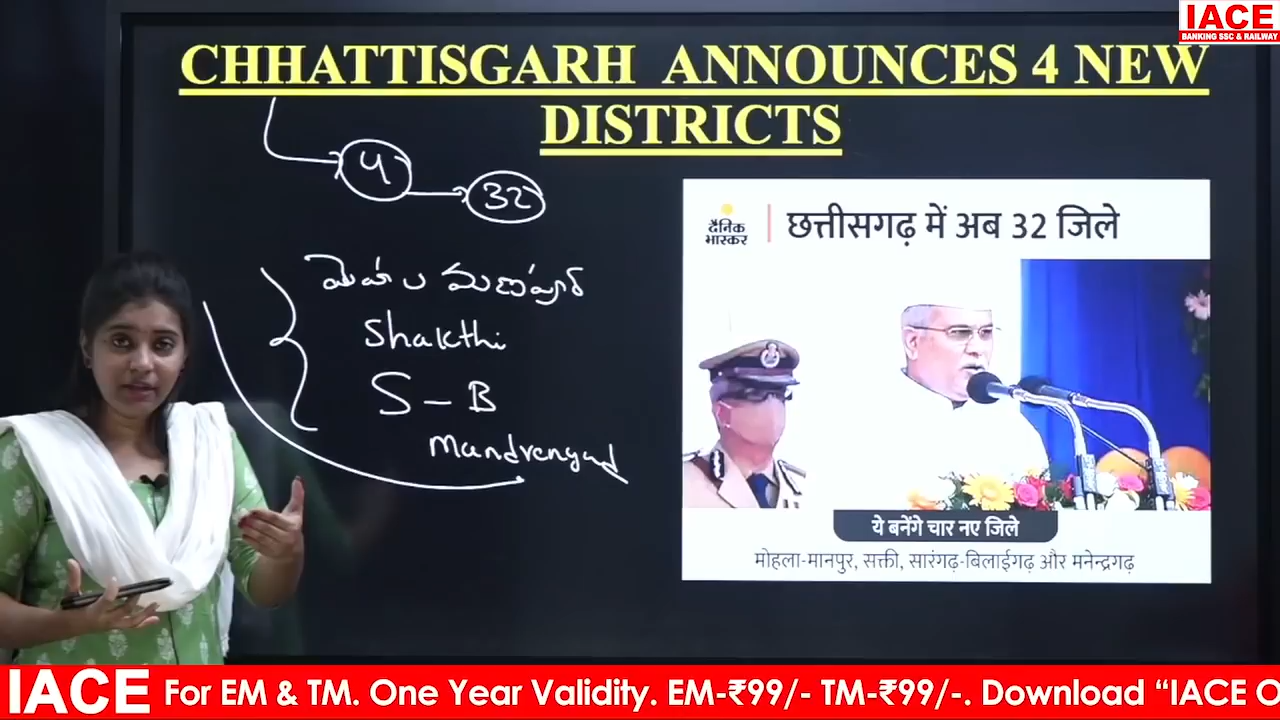 IACE
BANKING SSC & RAILWAY
CHHATTISGARH ANNOUNCES 4 NEW
DISTRICTS
4
32
Shakthi
S - B
दैनिक
भास्कर
छत्तीसगढ़ में अब 32 जिले
ये बनेंगे चार नए जिले
मोहला-मानपुर, सक्ती, सारंगढ़-बिलाईगढ़ और मनेन्द्रगढ़
IACE For EM & TM. One Year Validity. EM-₹99/- TM-₹99/-. Download “IACE O